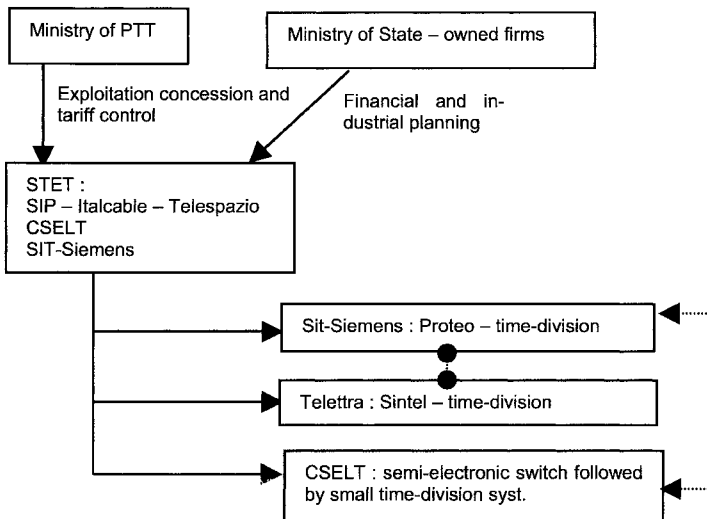 Ministry of PTT
Ministry of State – owned firms
Exploitation concession and
tariff control
Financial and in-
dustrial planning
STET :
SIP – Italcable – Telespazio
CSELT
SIT-Siemens
Sit-Siemens : Proteo – time-division
Telettra : Sintel – time-division
CSELT : semi-electronic switch followed
by small time-division syst.